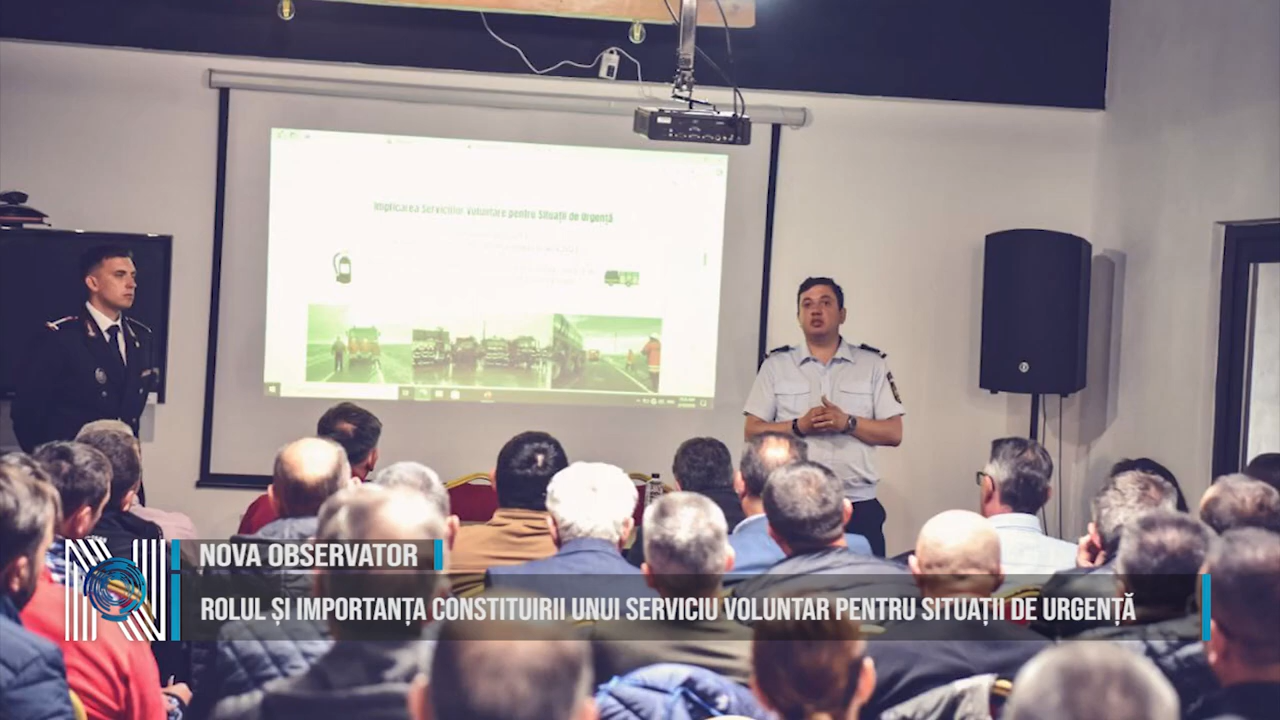 Implicarea Serviciilor Voluntare pentru Situații de Urgență
NOVA OBSERVATOR
ROLUL ȘI IMPORTANȚA CONSTITUIRII UNUI SERVICIU VOLUNTAR PENTRU SITUAȚII DE URGENȚĂ